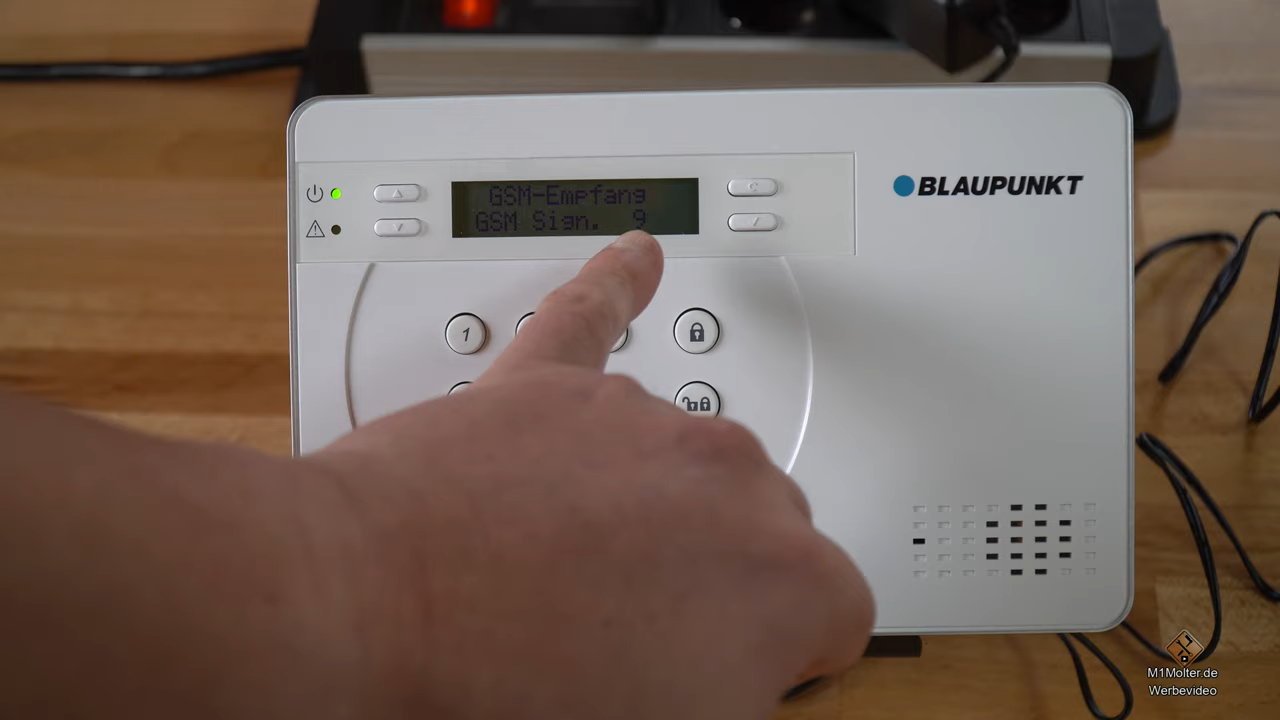 BLAUPUNKT
GSM-Empfang
GSM Sign. 9
C
1
M1Molter.de
Werbevideo